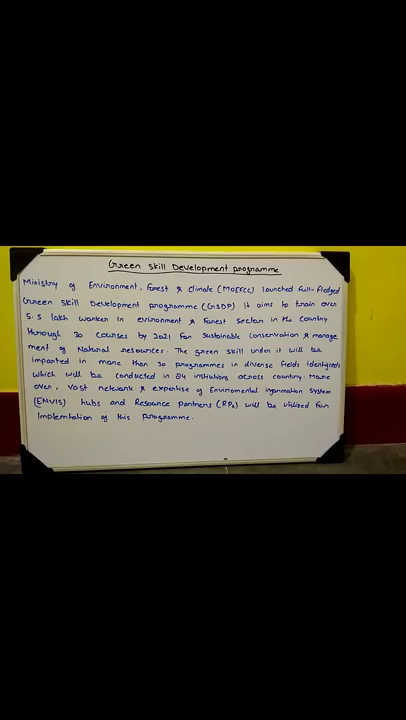 Green Skill Development programme
Ministry of Environment, Forest & climate (MoEFCC) launched full-fledged
Green Skill Development programme (GSDP) It aims to train over
5.5 lakh worker in evironment & Forest Sector in the country
through 30 courses by 2021 For Sustainable conservation & manage
ment of Natural resources. The green skill under it will be
imparted in more than 30 programmes in diverse fields identified
which will be conducted in 84 institutions across country. More
over, vast network & expertise of Environmental information System
(ENVIS) hubs and Resource partners (RPs) will be utilized for
Implemtation of this programme.